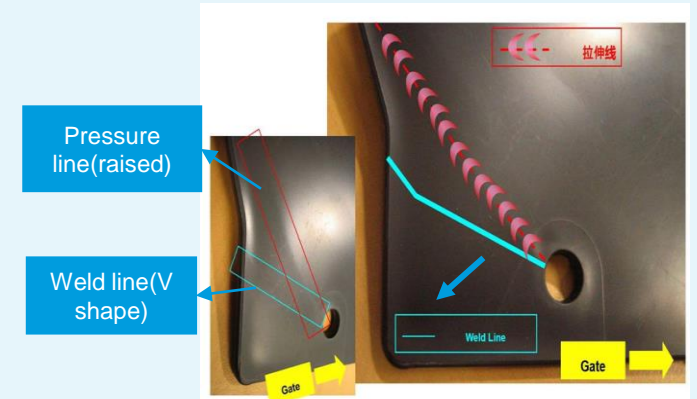 拉伸线
Pressure
line(raised)
Weld line(V
shape)
Weld Line
Gate
Gate